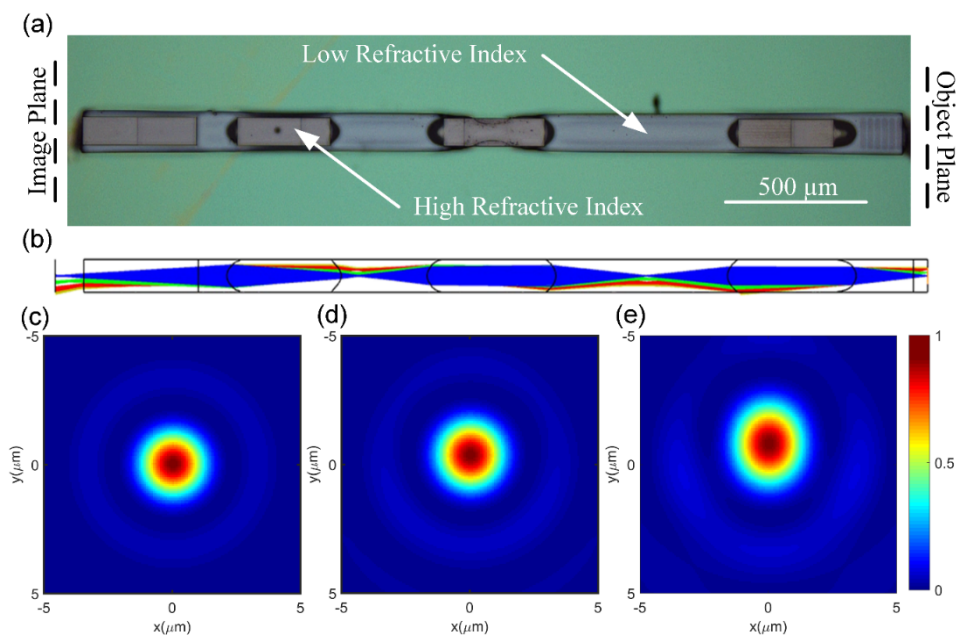 (a)
Image Plane
Low Refractive Index
High Refractive Index
500 μm
Object Plane
(b)
(c)
(d)
(e)
-5
0
5
y(μm)
-5
0
5
x(μm)
-5
0
5
y(μm)
-5
0
5
x(μm)
-5
0
5
y(μm)
-5
0
5
x(μm)
1
0.5
0